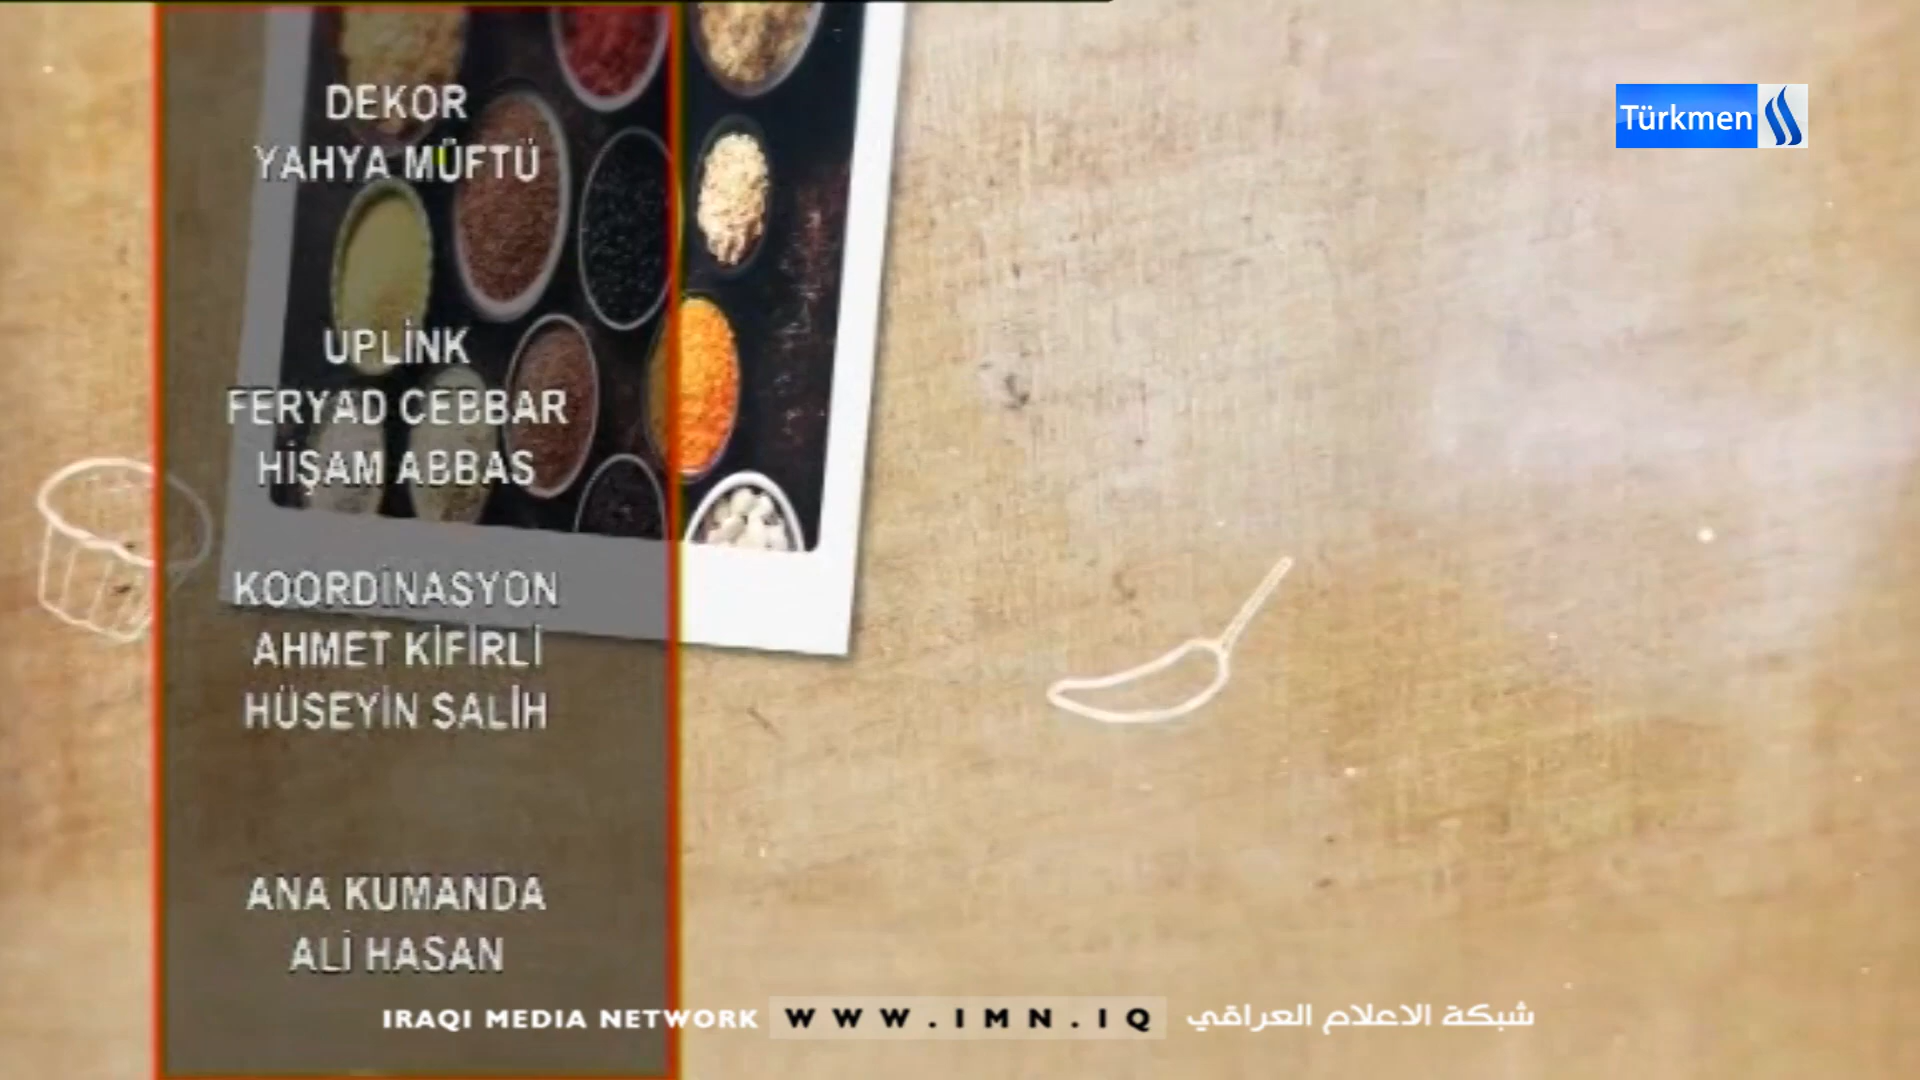 DEKOR
YAHYA MÜFTÜ
Türkmen
UPLİNK
FERYAD CEBBAR
HİŞAM ABBAS
KOORDİNASYON
AHMET KİFİRLİ
HÜSEYİN SALİH
ANA KUMANDA
ALİ HASAN
IRAQI MEDIA NETWORK WWW.IMN.IQ شبكة الاعلام العراقي